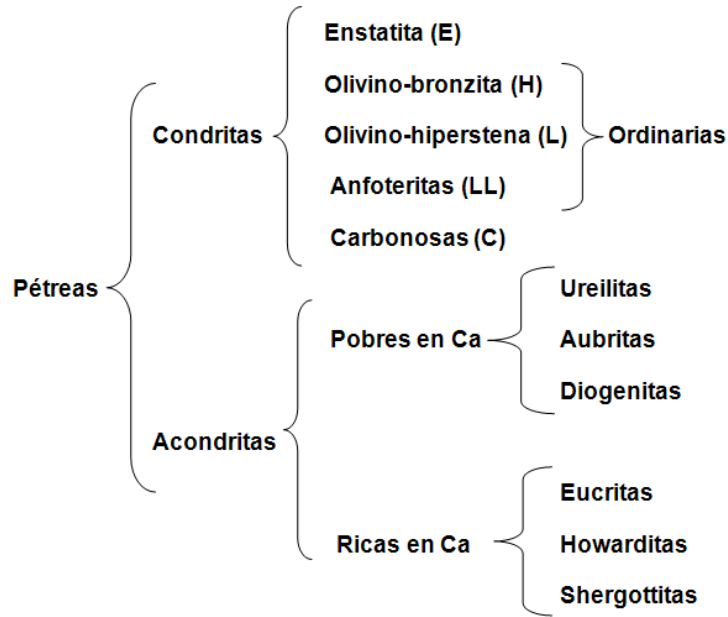 Pétreas
Condritas
Enstatita (E)
Olivino-bronzita (H)
Olivino-hiperstena (L)
Anfoteritas (LL)
Ordinarias
Carbonosas (C)
Acondritas
Pobres en Ca
Ureilitas
Aubritas
Diogenitas
Ricas en Ca
Eucritas
Howarditas
Shergottitas